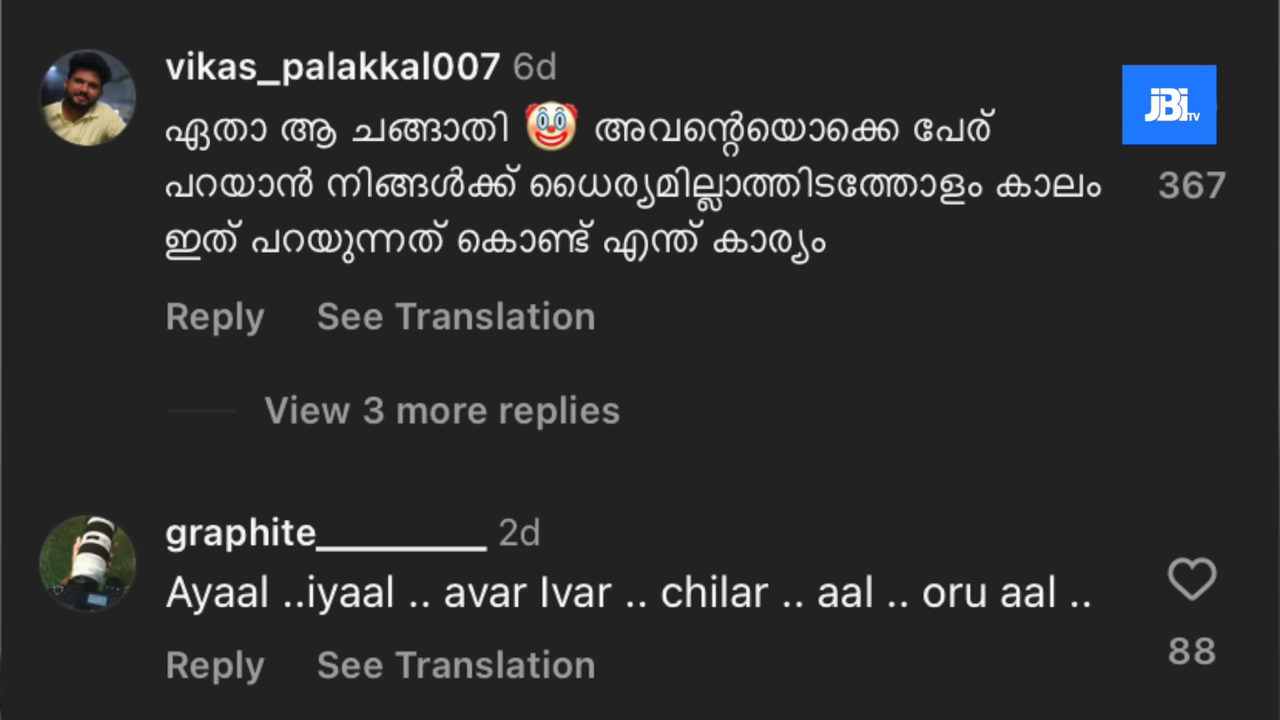 vikas_palakkal007 6d
ഏതാ ആ ചങ്ങാതി 🤡 അവന്റെയൊക്കെ പേര്
പറയാൻ നിങ്ങൾക്ക് ധൈര്യമില്ലാത്തിടത്തോളം കാലം
ഇത് പറയുന്നത് കൊണ്ട് എന്ത് കാര്യം
JBI TV
367
Reply See Translation
View 3 more replies
graphite_________ 2d
Ayaal ..iyaal .. avar Ivar .. chilar .. aal .. oru aal ..
88
Reply See Translation